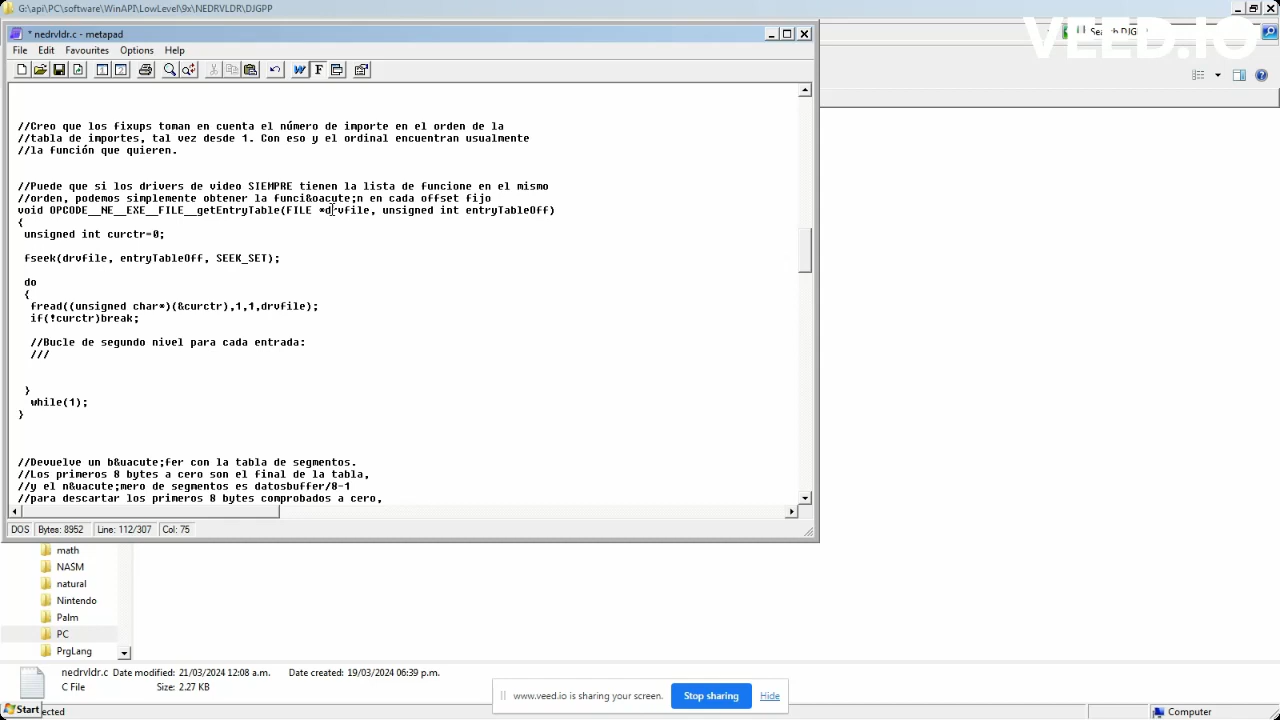 G:\api\PC\software\WinAPI\LowLevel\9x\NEDRVLDR\DJGPP
VEED.IO
* nedrvldr.c - metapad
File Edit Favourites Options Help
//Creo que los fixups toman en cuenta el número de importe en el orden de la
//tabla de importes, tal vez desde 1. Con eso y el ordinal encuentran usualmente
//la función que quieren.
//Puede que si los drivers de video SIEMPRE tienen la lista de funcione en el mismo
//orden, podemos simplemente obtener la funci&oacute;n en cada offset fijo
void OPCODE__NE__EXE__FILE__getEntryTable(FILE *drvfile, unsigned int entryTableOff)
{
unsigned int curctr=0;
fseek(drvfile, entryTableOff, SEEK_SET);
do
{
fread((unsigned char*)(&curctr),1,1,drvfile);
if(!curctr)break;
//Bucle de segundo nivel para cada entrada:
///
}
while(1);
}
//Devuelve un b&uacute;fer con la tabla de segmentos.
//Los primeros 8 bytes a cero son el final de la tabla,
//y el n&uacute;mero de segmentos es datosbuffer/8-1
//para descartar los primeros 8 bytes comprobados a cero,
DOS Bytes: 8952 Line: 112/307 Col: 75
math
NASM
natural
Nintendo
Palm
PC
PrgLang
nedrvldr.c Date modified: 21/03/2024 12:08 a.m. Date created: 19/03/2024 06:39 p.m.
C File Size: 2.27 KB
www.veed.io is sharing your screen. Stop sharing Hide
Start ected Computer